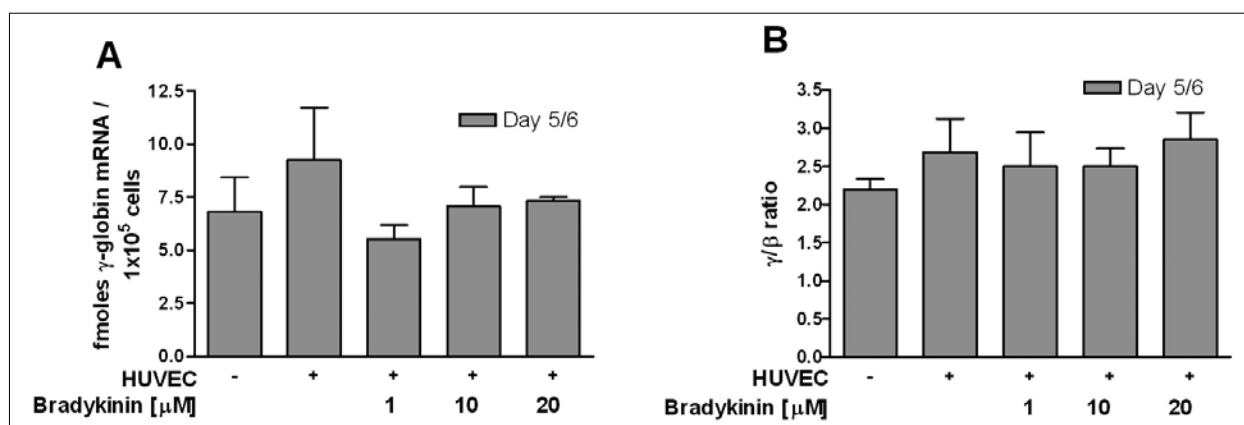 A
fmoles γ-globin mRNA /
1x10⁵ cells
12.5
10.0
7.5
5.0
2.5
0.0
Day 5/6
HUVEC - + + + +
Bradykinin [μM] 1 10 20
B
γ/β ratio
3.5
3.0
2.5
2.0
1.5
1.0
0.5
0.0
Day 5/6
HUVEC - + + + +
Bradykinin [μM] 1 10 20